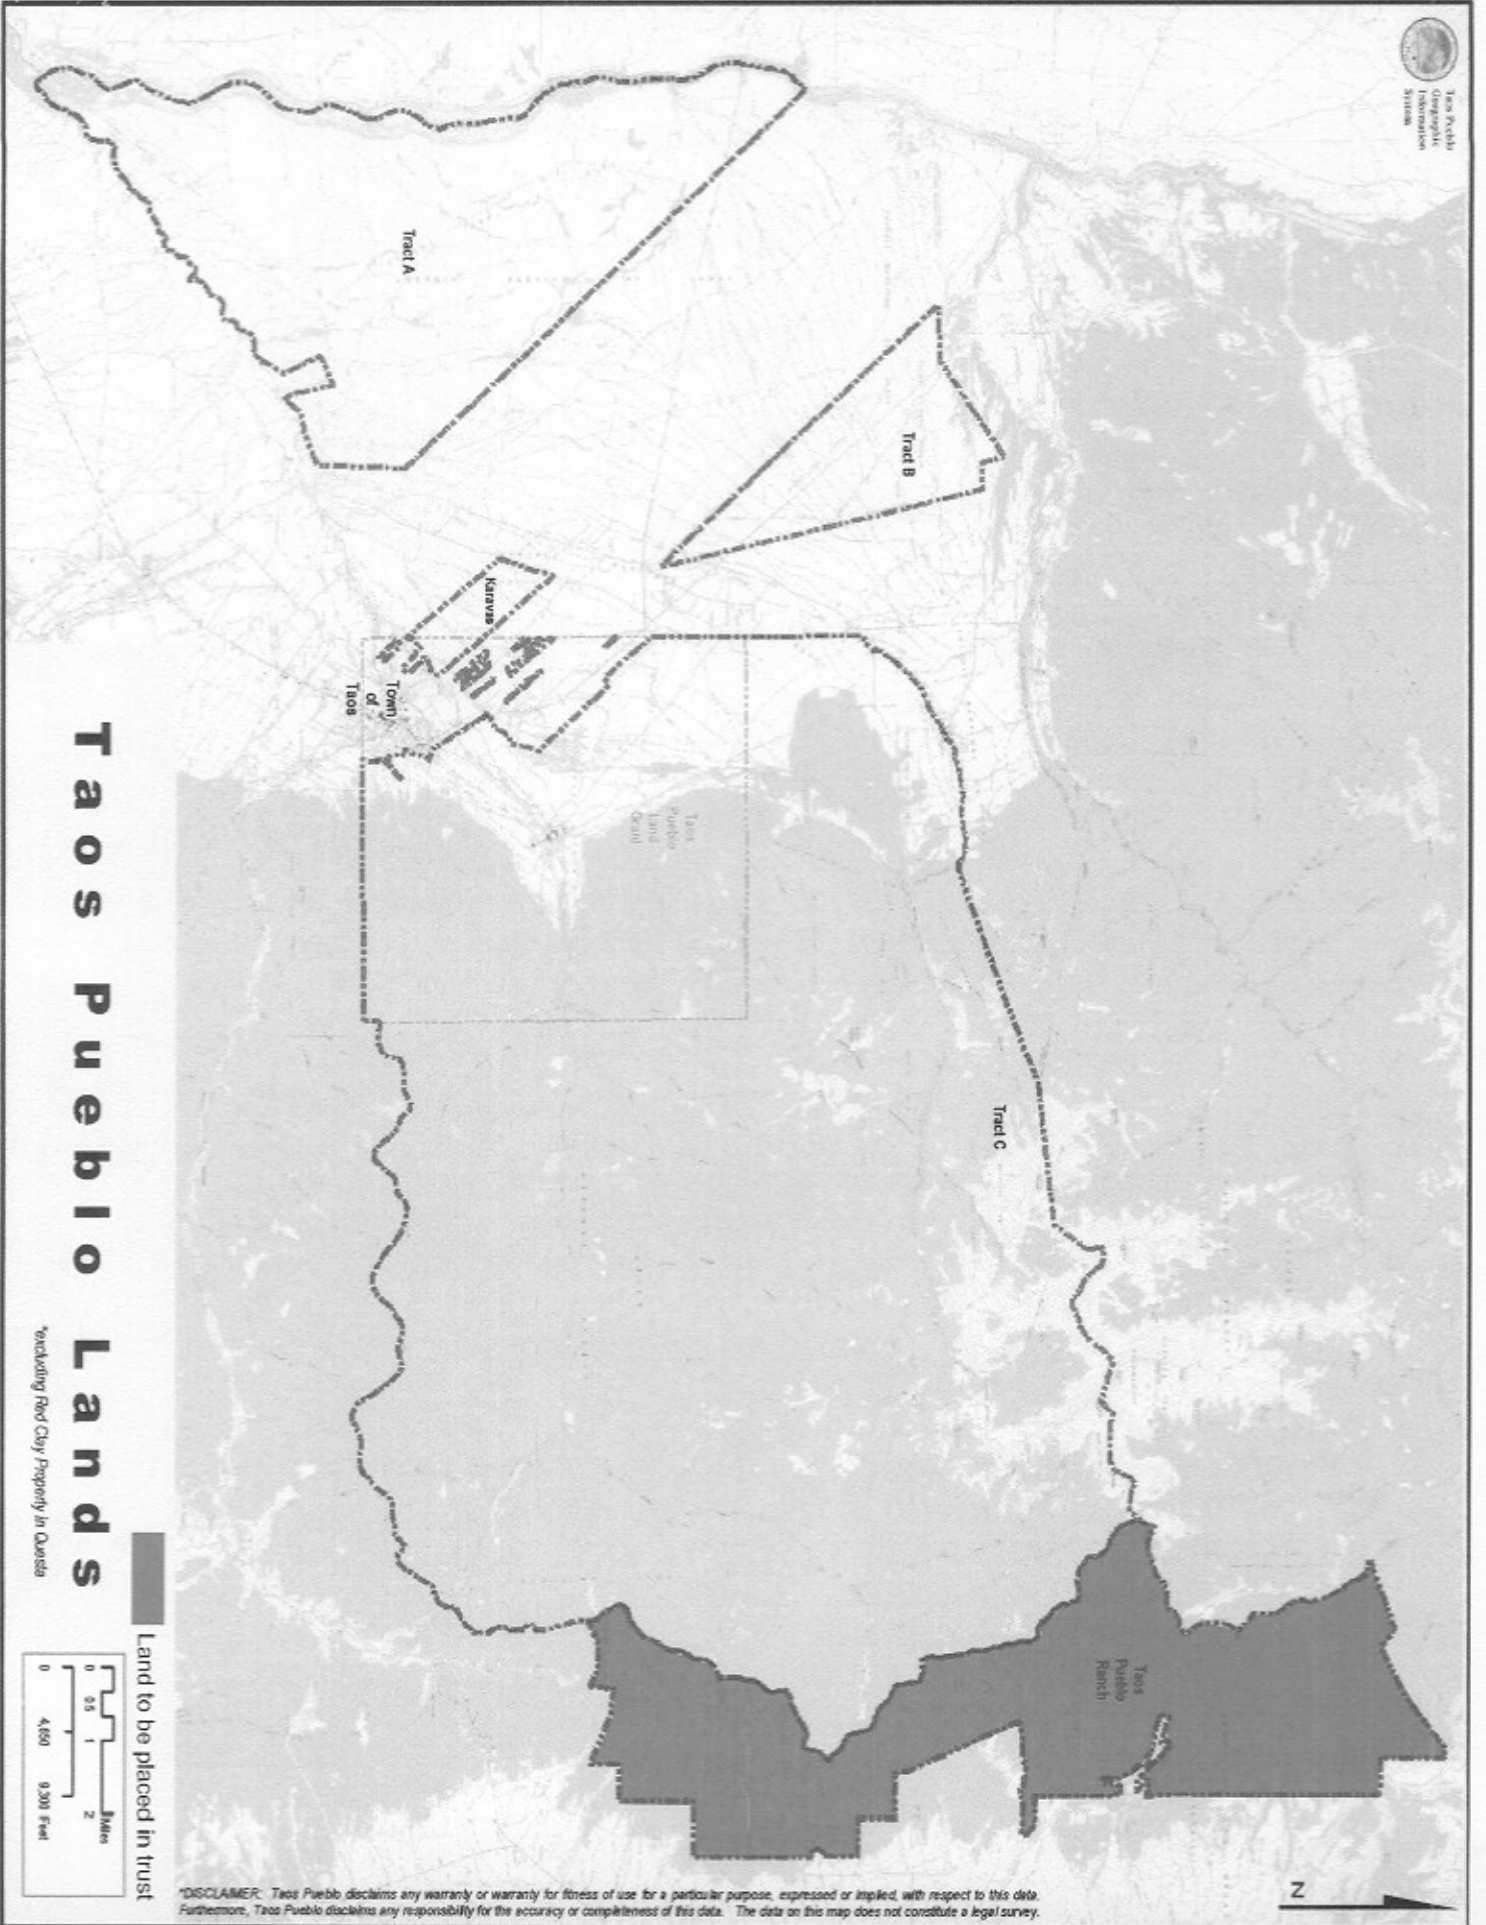 Taos Pueblo
Geographic
Information
System
Tract A
Tract B
Karavas
Town
of
Taos
Taos
Pueblo
Land
Grant
Tract C
Taos
Pueblo
Ranch
Taos Pueblo Lands
*excluding Red Clay Property in Questa
Land to be placed in trust
0 0.5 1 2 Miles
0 4,650 9,300 Feet
N
*DISCLAIMER: Taos Pueblo disclaims any warranty or warranty for fitness of use for a particular purpose, expressed or implied, with respect to this data.
Furthermore, Taos Pueblo disclaims any responsibility for the accuracy or completeness of this data. The data on this map does not constitute a legal survey.